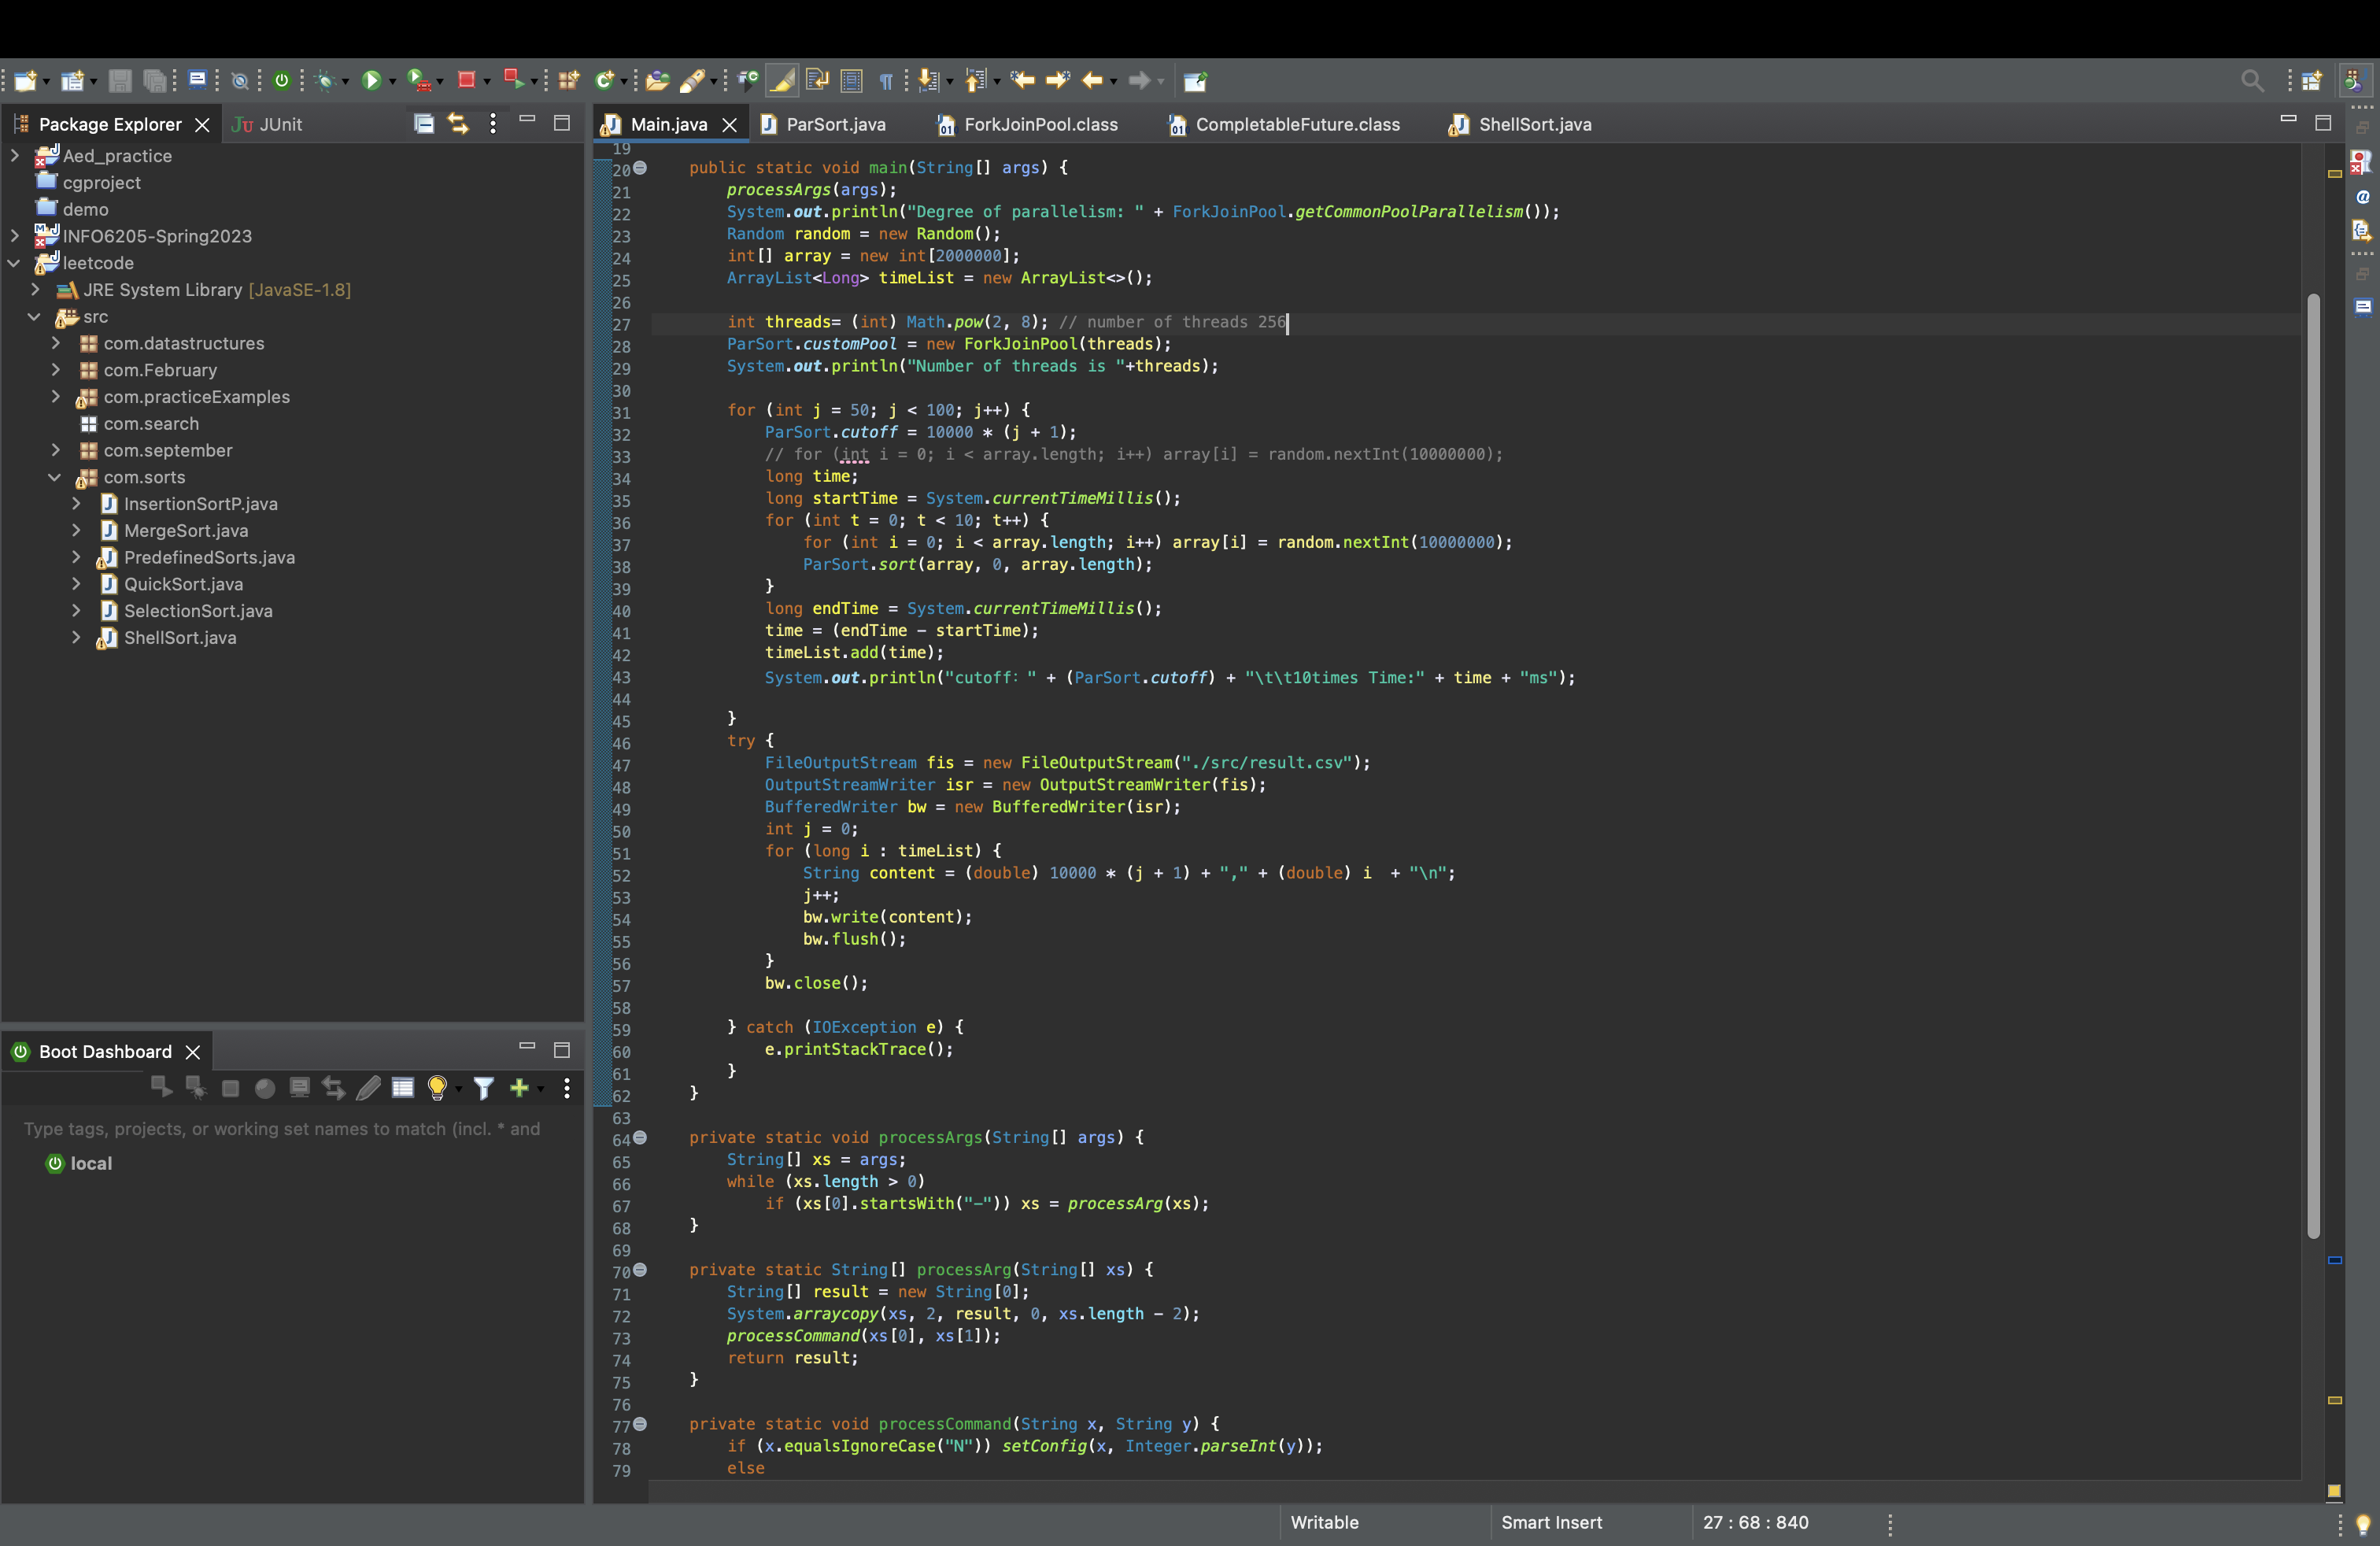 Package Explorer
JUnit
Aed_practice
cgproject
demo
INFO6205-Spring2023
leetcode
JRE System Library [JavaSE-1.8]
src
com.datastructures
com.February
com.practiceExamples
com.search
com.september
com.sorts
InsertionSortP.java
MergeSort.java
PredefinedSorts.java
QuickSort.java
SelectionSort.java
ShellSort.java
Boot Dashboard
Type tags, projects, or working set names to match (incl. * and
local
Main.java
ParSort.java
ForkJoinPool.class
CompletableFuture.class
ShellSort.java
19
20 public static void main(String[] args) {
21 processArgs(args);
22 System.out.println("Degree of parallelism: " + ForkJoinPool.getCommonPoolParallelism());
23 Random random = new Random();
24 int[] array = new int[2000000];
25 ArrayList<Long> timeList = new ArrayList<>();
26
27 int threads= (int) Math.pow(2, 8); // number of threads 256
28 ParSort.customPool = new ForkJoinPool(threads);
29 System.out.println("Number of threads is "+threads);
30
31 for (int j = 50; j < 100; j++) {
32 ParSort.cutoff = 10000 * (j + 1);
33 // for (int i = 0; i < array.length; i++) array[i] = random.nextInt(10000000);
34 long time;
35 long startTime = System.currentTimeMillis();
36 for (int t = 0; t < 10; t++) {
37 for (int i = 0; i < array.length; i++) array[i] = random.nextInt(10000000);
38 ParSort.sort(array, 0, array.length);
39 }
40 long endTime = System.currentTimeMillis();
41 time = (endTime - startTime);
42 timeList.add(time);
43 System.out.println("cutoff: " + (ParSort.cutoff) + "\t\t10times Time:" + time + "ms");
44
45 }
46 try {
47 FileOutputStream fis = new FileOutputStream("./src/result.csv");
48 OutputStreamWriter isr = new OutputStreamWriter(fis);
49 BufferedWriter bw = new BufferedWriter(isr);
50 int j = 0;
51 for (long i : timeList) {
52 String content = (double) 10000 * (j + 1) + "," + (double) i  + "\n";
53 j++;
54 bw.write(content);
55 bw.flush();
56 }
57 bw.close();
58
59 } catch (IOException e) {
60 e.printStackTrace();
61 }
62 }
63
64 private static void processArgs(String[] args) {
65 String[] xs = args;
66 while (xs.length > 0)
67 if (xs[0].startsWith("-")) xs = processArg(xs);
68 }
69
70 private static String[] processArg(String[] xs) {
71 String[] result = new String[0];
72 System.arraycopy(xs, 2, result, 0, xs.length - 2);
73 processCommand(xs[0], xs[1]);
74 return result;
75 }
76
77 private static void processCommand(String x, String y) {
78 if (x.equalsIgnoreCase("N")) setConfig(x, Integer.parseInt(y));
79 else
Writable
Smart Insert
27 : 68 : 840